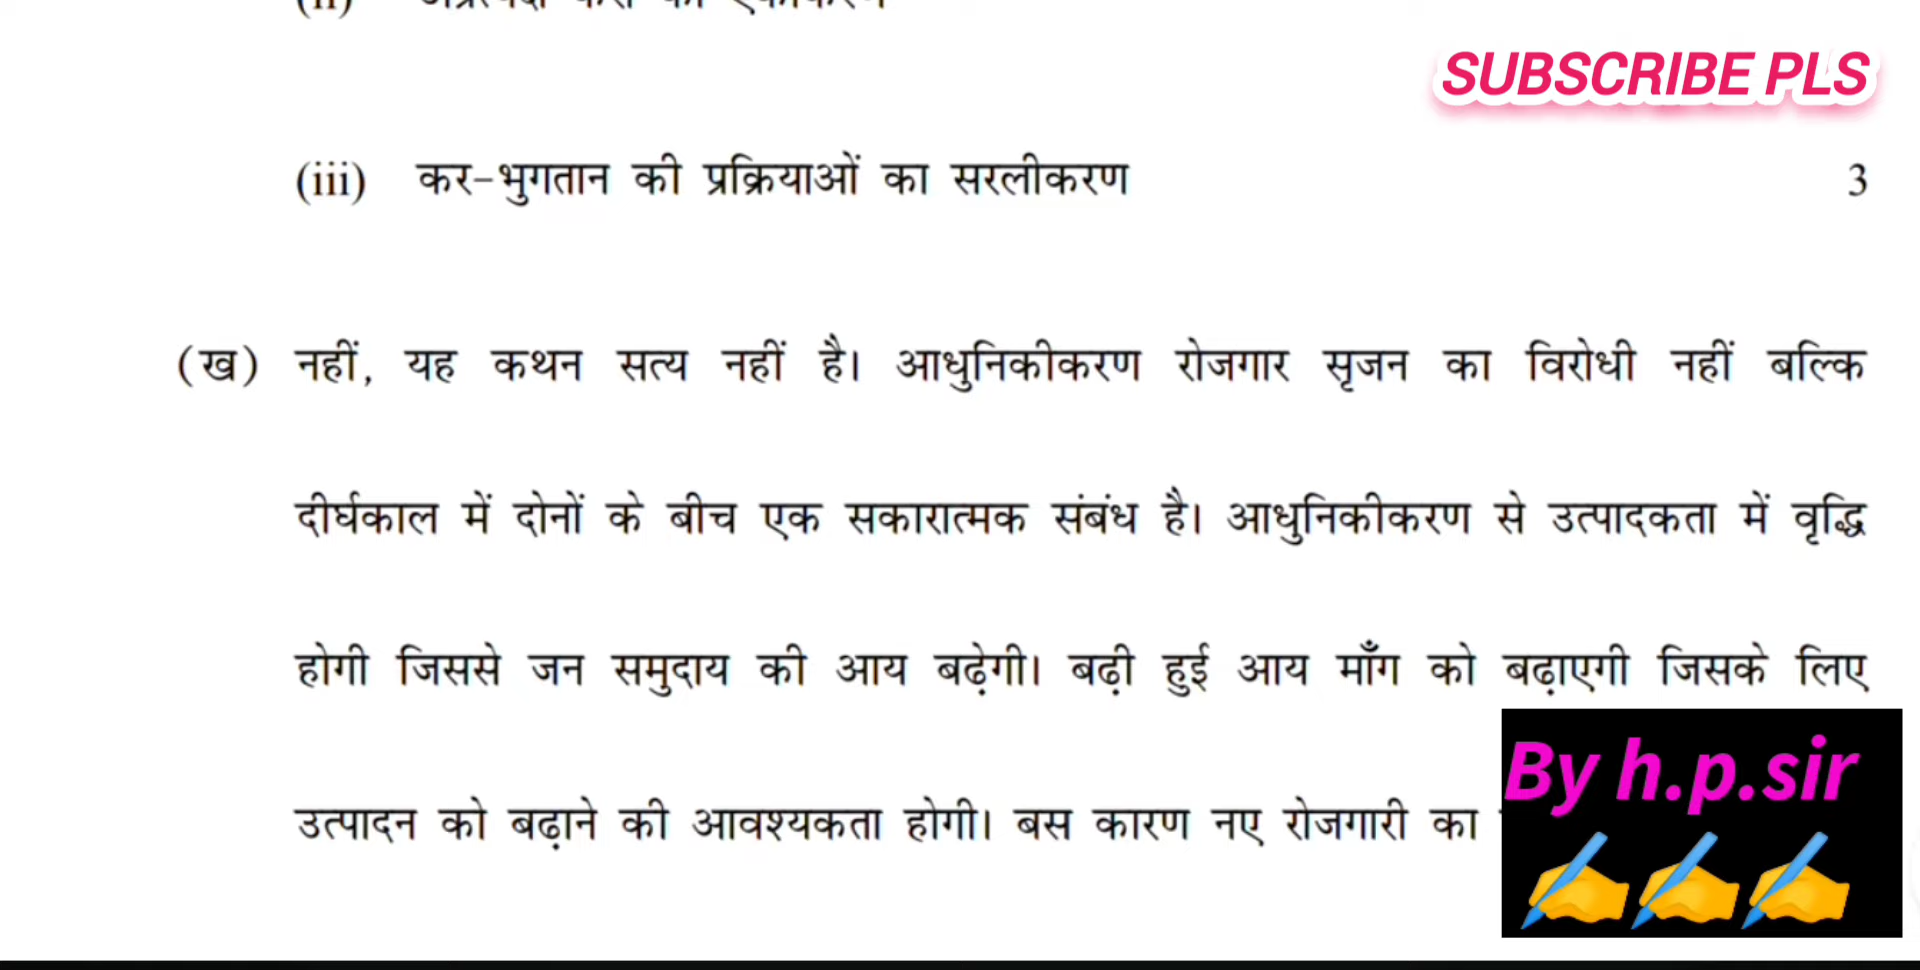 (ii)
SUBSCRIBE PLS
(iii) कर-भुगतान की प्रक्रियाओं का सरलीकरण 3
(ख) नहीं, यह कथन सत्य नहीं है। आधुनिकीकरण रोजगार सृजन का विरोधी नहीं बल्कि
दीर्घकाल में दोनों के बीच एक सकारात्मक संबंध है। आधुनिकीकरण से उत्पादकता में वृद्धि
होगी जिससे जन समुदाय की आय बढ़ेगी। बढ़ी हुई आय माँग को बढ़ाएगी जिसके लिए
उत्पादन को बढ़ाने की आवश्यकता होगी। बस कारण नए रोजगारी का
By h.p.sir